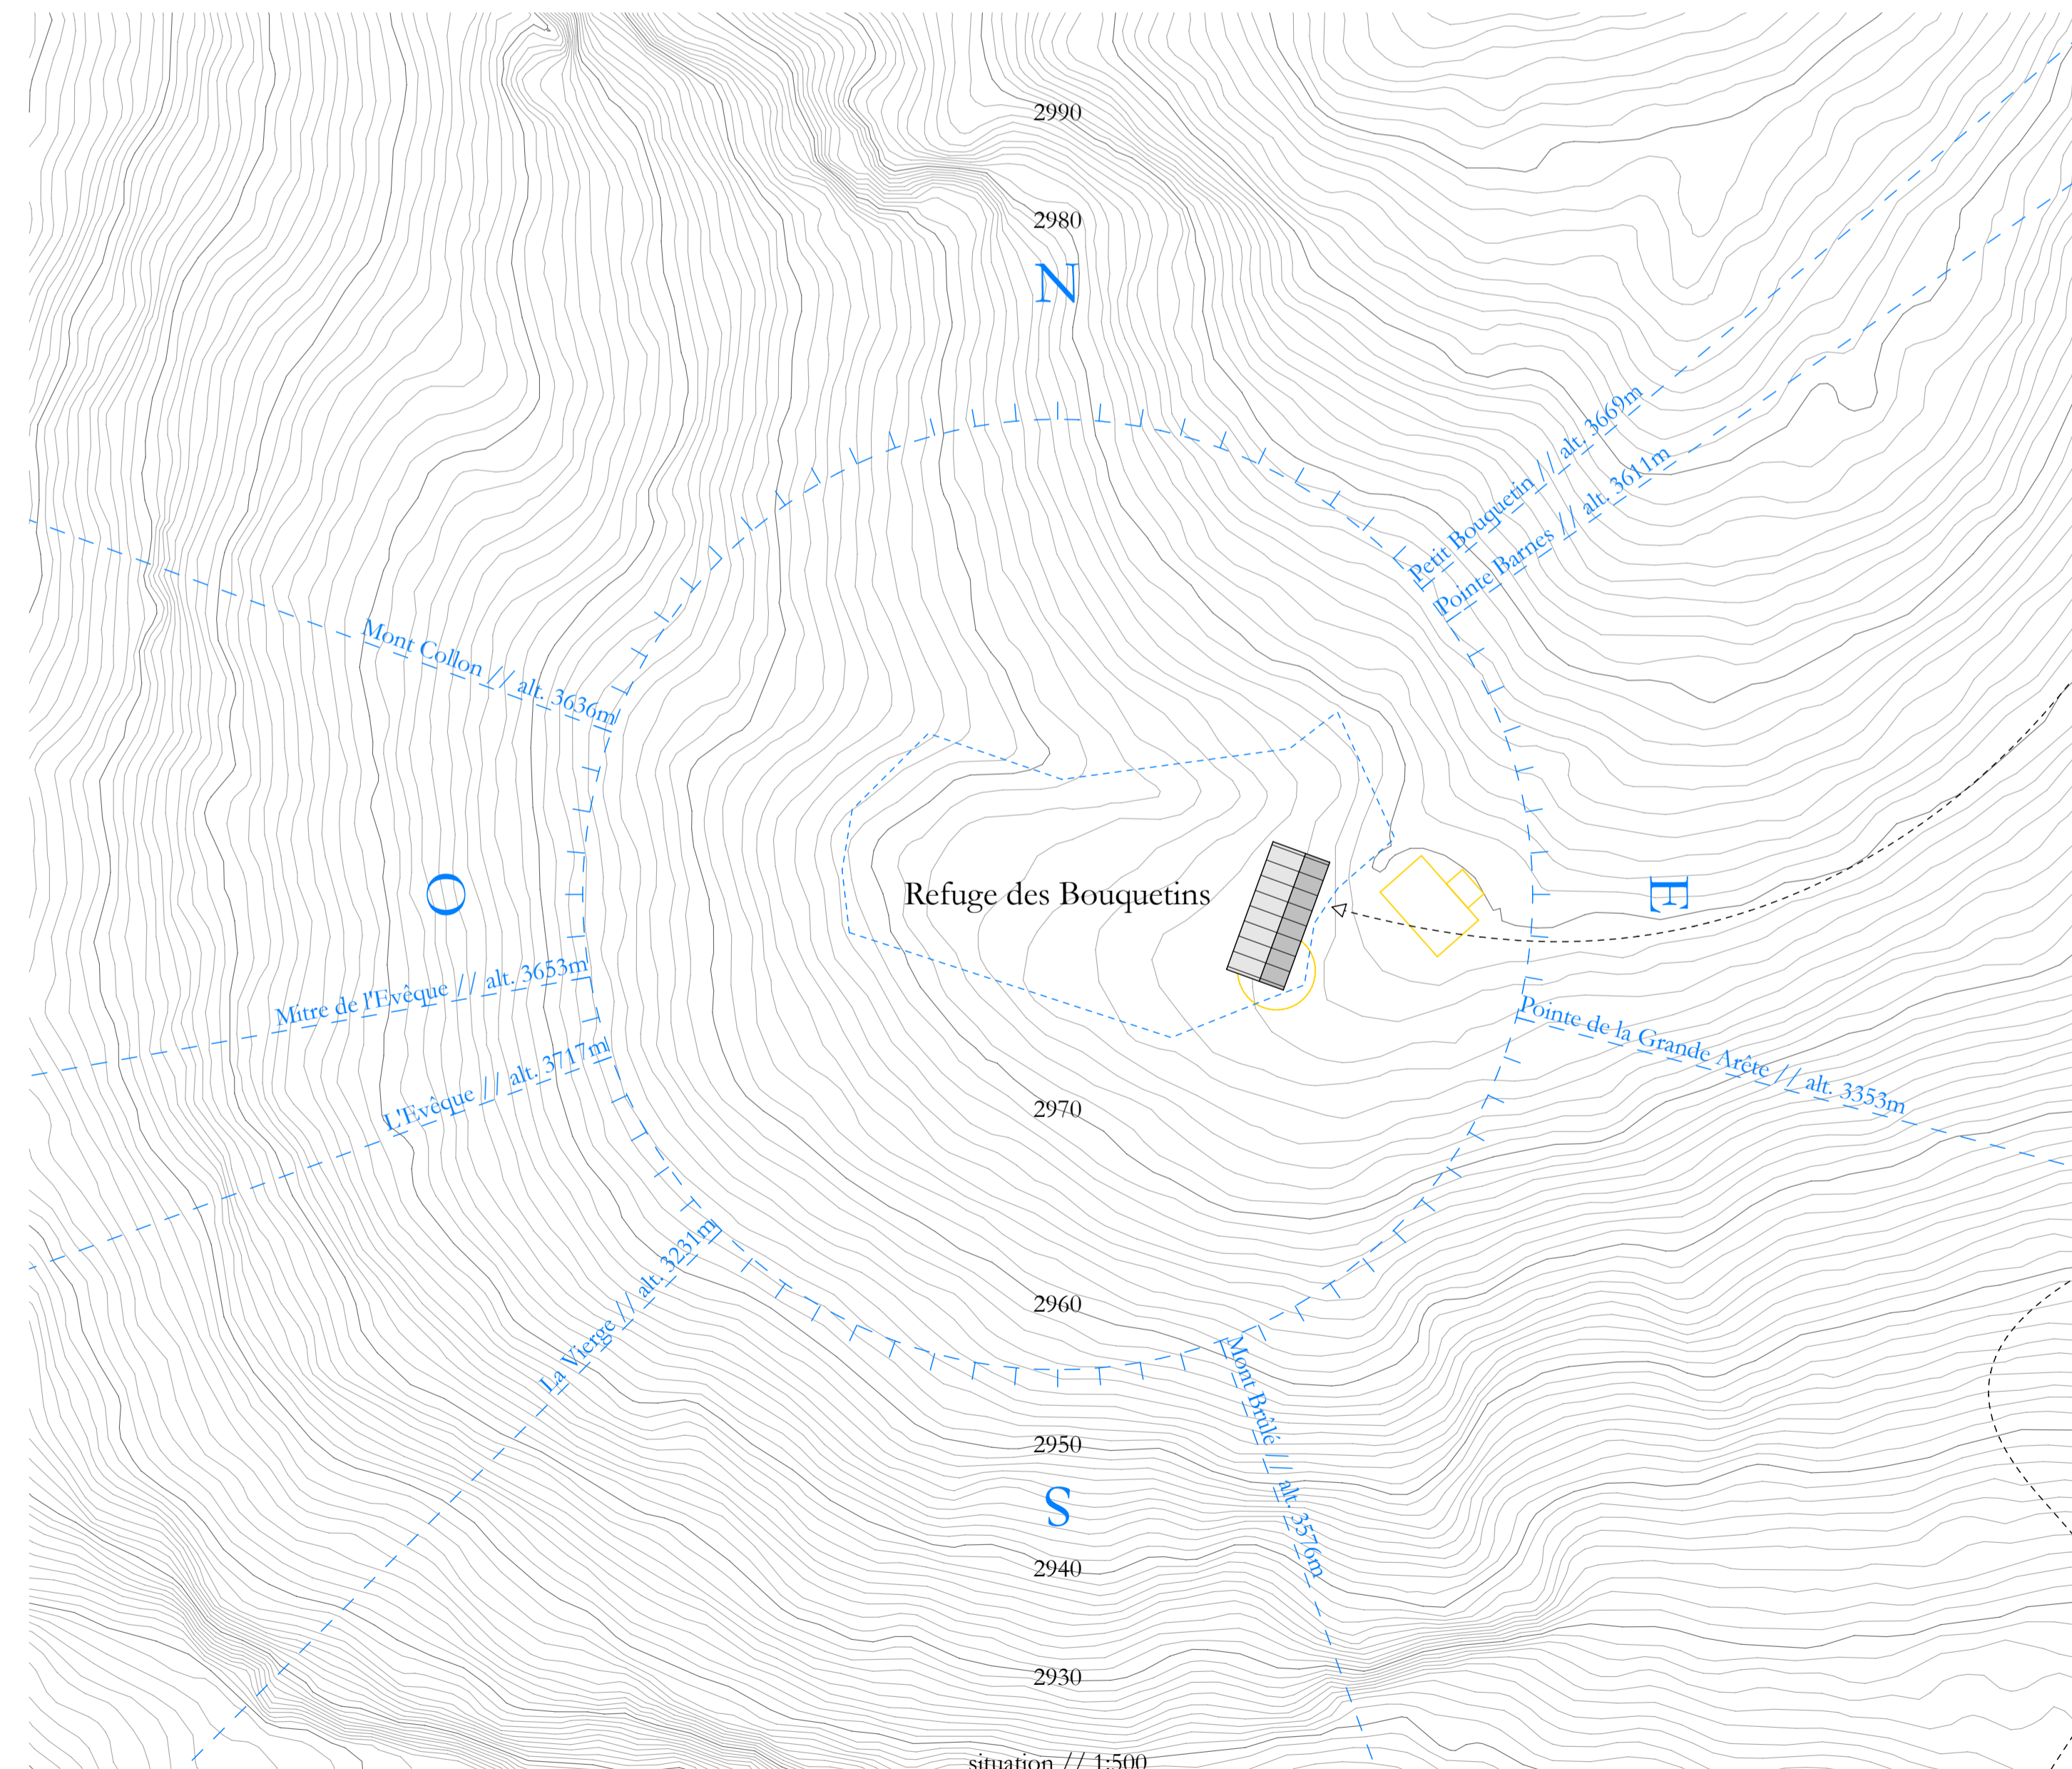 2990
2980
N
Petit Bouquetin // alt. 3669m
Pointe Barnes // alt. 3611m
Mont Collon // alt. 3636m
O
Refuge des Bouquetins
E
Mitre de l'Evêque // alt. 3653m
L'Evêque // alt. 3717m
Pointe de la Grande Arête // alt. 3353m
2970
La Vierge // alt. 3231m
2960
Mont Brûlé // alt. 3576m
2950
S
2940
2930
situation // 1:500